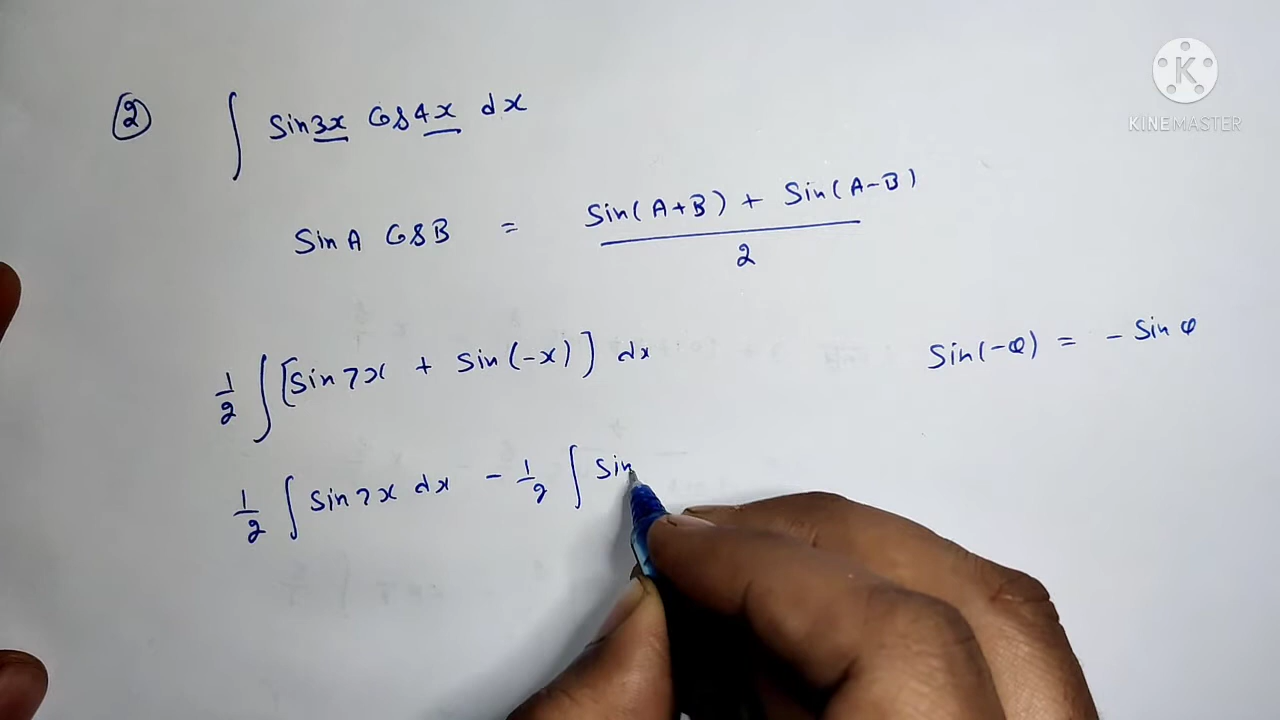 ② ∫ Sin3x Cos4x dx
KINEMASTER
SinA CosB = Sin(A+B) + Sin(A-B) / 2
1/2 ∫ [Sin7x + Sin(-x)] dx Sin(-θ) = - Sin θ
1/2 ∫ Sin7x dx - 1/2 ∫ Sin